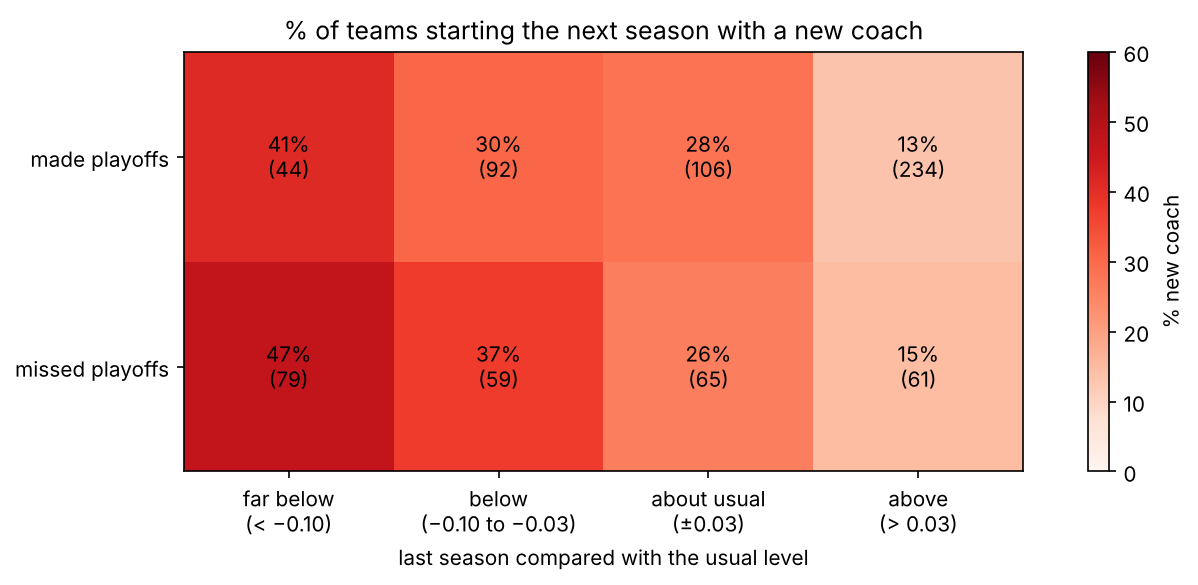 % of teams starting the next season with a new coach
made playoffs
41%
(44)
30%
(92)
28%
(106)
13%
(234)
missed playoffs
47%
(79)
37%
(59)
26%
(65)
15%
(61)
far below
(< −0.10)
below
(−0.10 to −0.03)
about usual
(±0.03)
above
(> 0.03)
last season compared with the usual level
60
50
40
30
20
10
0
% new coach